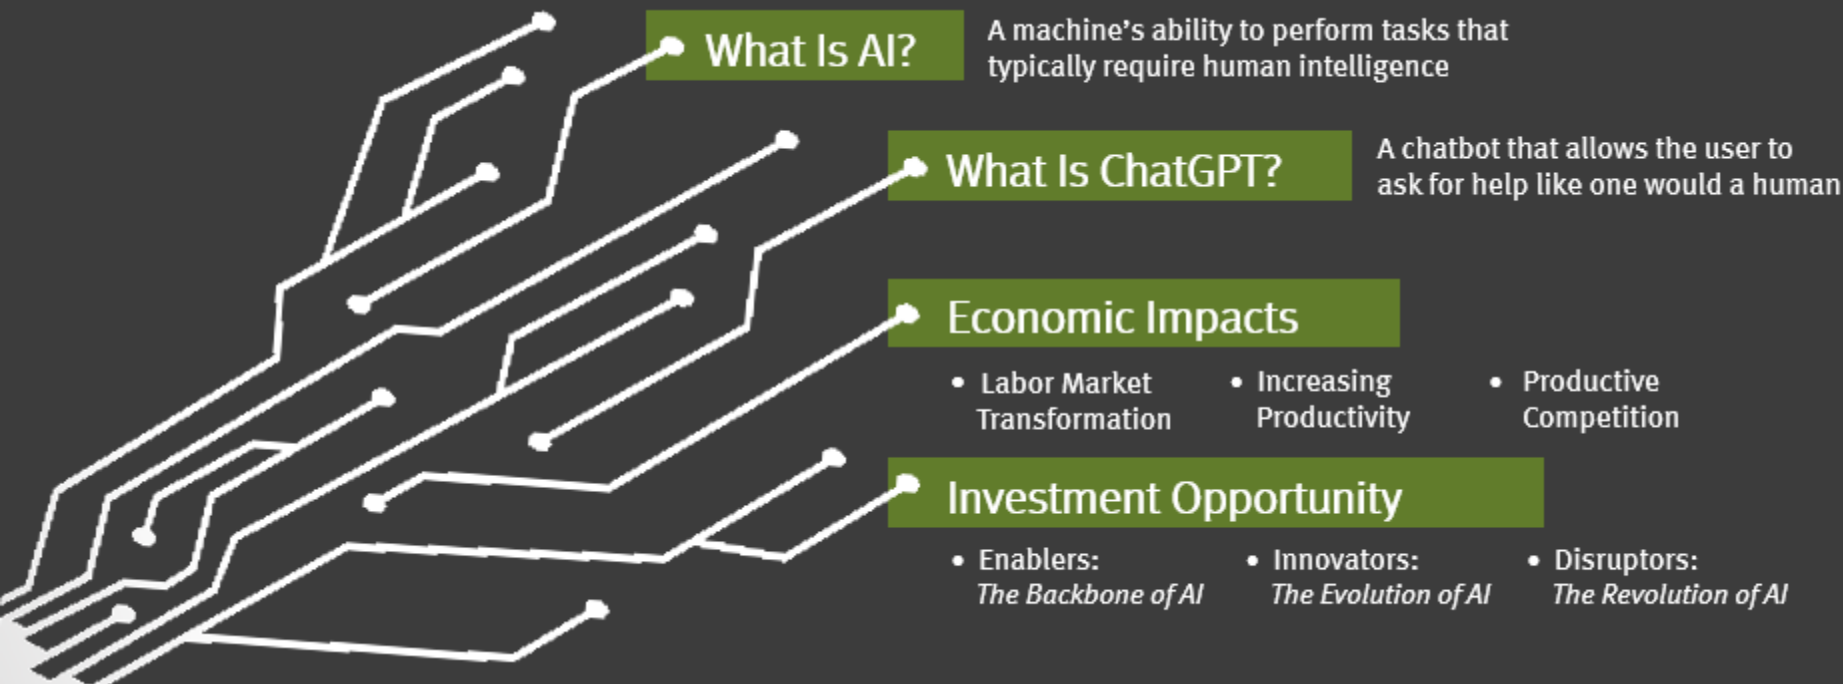 What Is AI?
A machine’s ability to perform tasks that
typically require human intelligence
What Is ChatGPT?
A chatbot that allows the user to
ask for help like one would a human
Economic Impacts
• Labor Market
Transformation
• Increasing
Productivity
• Productive
Competition
Investment Opportunity
• Enablers:
The Backbone of AI
• Innovators:
The Evolution of AI
• Disruptors:
The Revolution of AI